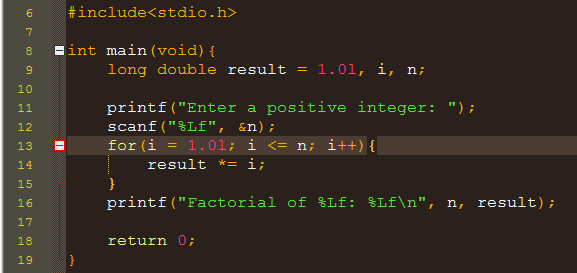 6 #include<stdio.h>
7
8 int main(void){
9 long double result = 1.0l, i, n;
10
11 printf("Enter a positive integer: ");
12 scanf("%Lf", &n);
13 for(i = 1.0l; i <= n; i++){
14 result *= i;
15 }
16 printf("Factorial of %Lf: %Lf\n", n, result);
17
18 return 0;
19 }